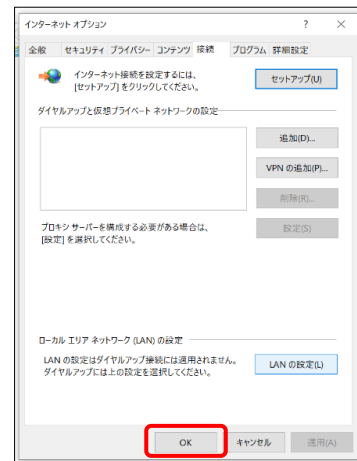 インターネット オプション
? ×
全般 セキュリティ プライバシー コンテンツ 接続 プログラム 詳細設定
インターネット接続を設定するには、
[セットアップ] をクリックしてください。
セットアップ(U)
ダイヤルアップと仮想プライベート ネットワークの設定
追加(D)...
VPN の追加(P)...
削除(R)...
プロキシ サーバーを構成する必要がある場合は、
[設定] を選択してください。
設定(S)
ローカル エリア ネットワーク (LAN) の設定
LAN の設定はダイヤルアップ接続には適用されません。
ダイヤルアップには上の設定を選択してください。
LAN の設定(L)
OK キャンセル 適用(A)